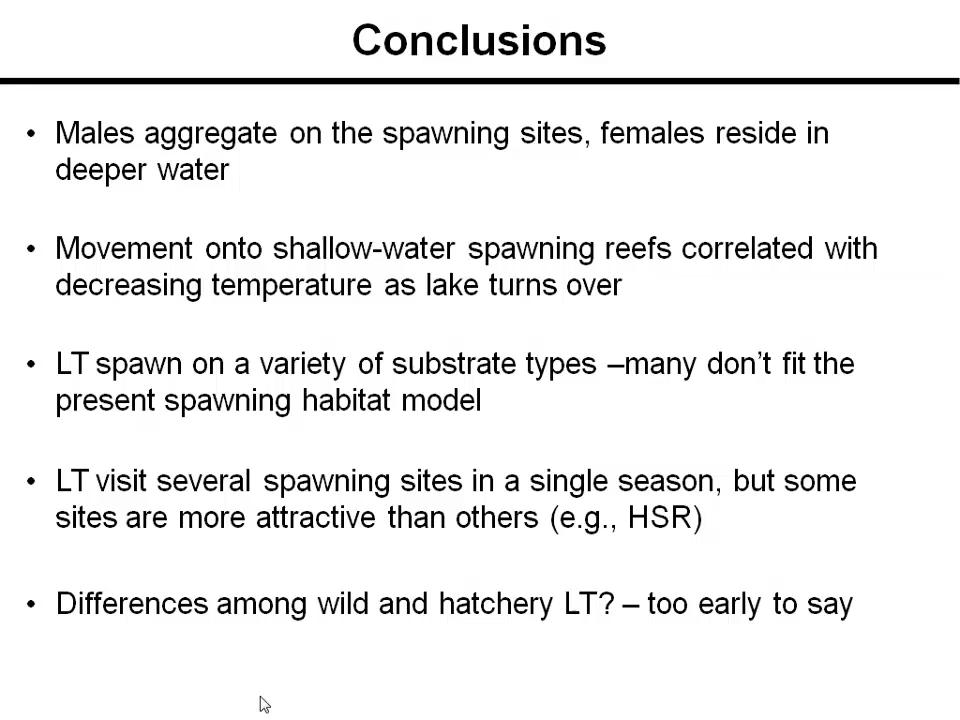 Conclusions
• Males aggregate on the spawning sites, females reside in
deeper water
• Movement onto shallow-water spawning reefs correlated with
decreasing temperature as lake turns over
• LT spawn on a variety of substrate types –many don’t fit the
present spawning habitat model
• LT visit several spawning sites in a single season, but some
sites are more attractive than others (e.g., HSR)
• Differences among wild and hatchery LT? – too early to say